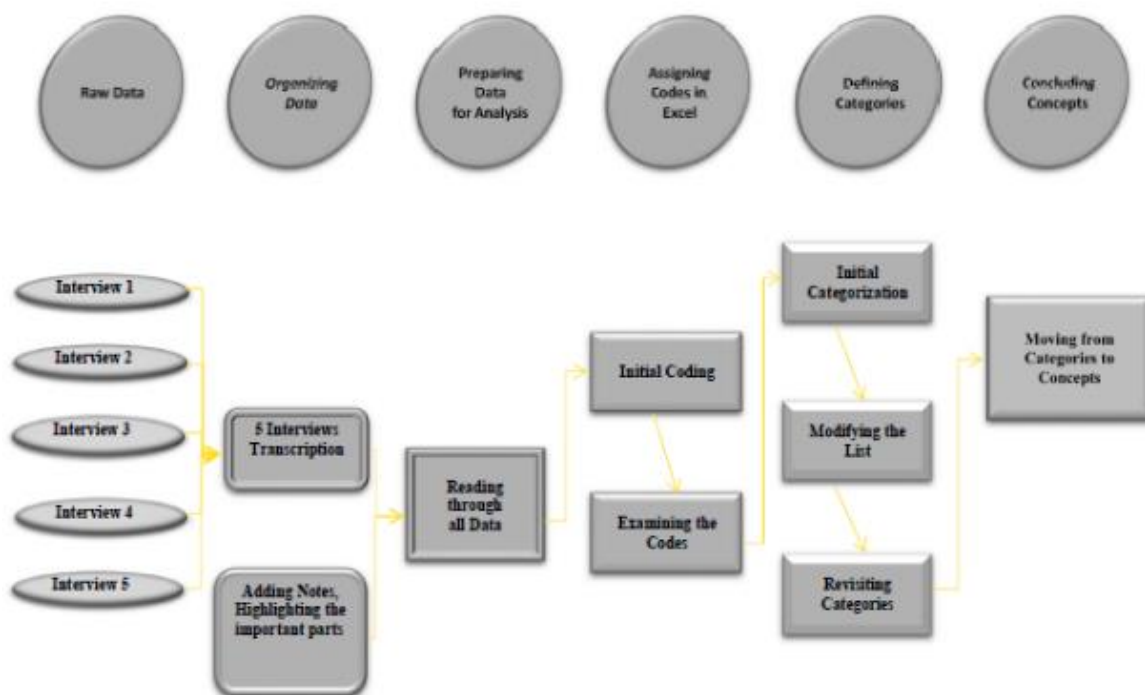 Raw Data
Organizing
Data
Preparing
Data
for Analysis
Assigning
Codes in
Excel
Defining
Categories
Concluding
Concepts
Interview 1
Interview 2
Interview 3
Interview 4
Interview 5
5 Interviews
Transcription
Adding Notes,
Highlighting the
important parts
Reading
through
all Data
Initial Coding
Examining the
Codes
Initial
Categorization
Modifying the
List
Revisiting
Categories
Moving from
Categories to
Concepts